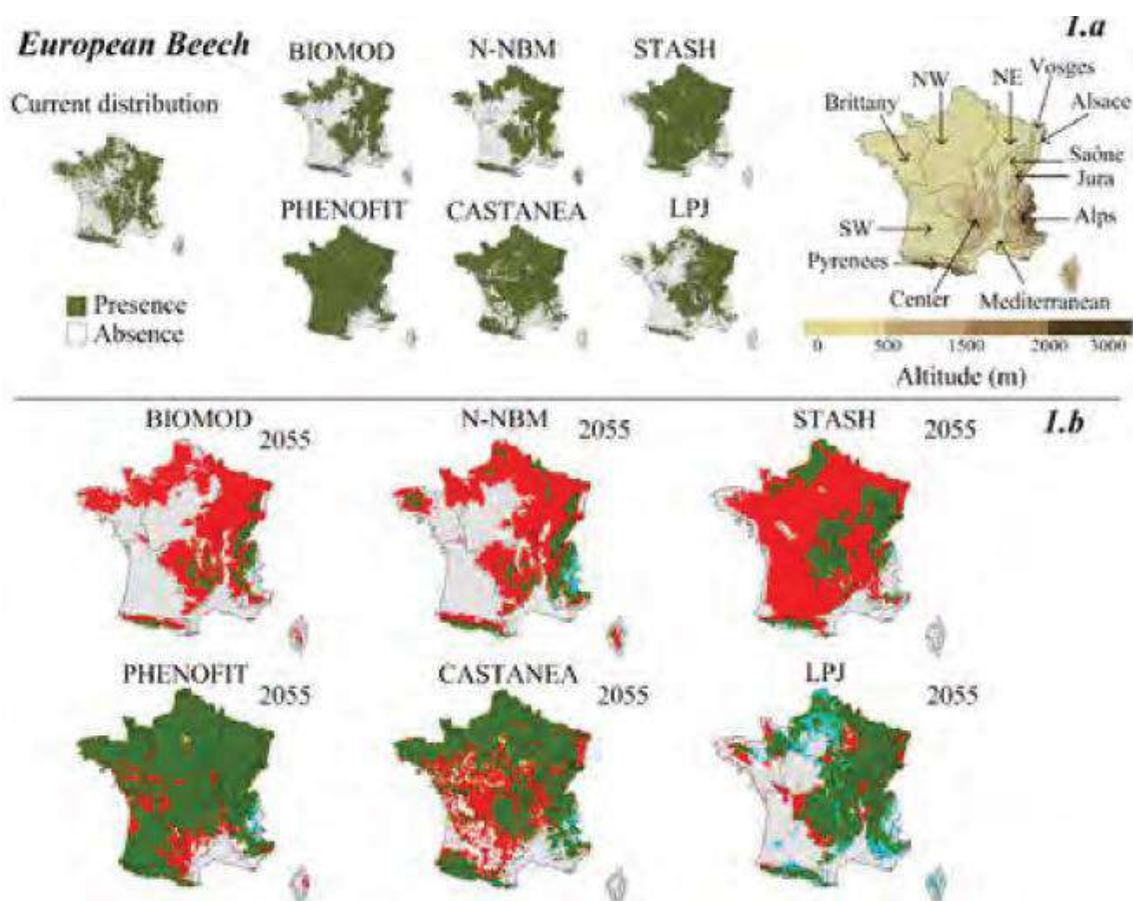 European Beech
1.a
BIOMOD
N-NBM
STASH
Current distribution
PHENOFIT
CASTANEA
LPJ
Presence
Absence
NW
NE
Vosges
Brittany
Alsace
Saône
Jura
Alps
SW
Pyrenees
Center
Mediterranean
0 500 1500 2000 3000
Altitude (m)
1.b
BIOMOD 2055
N-NBM 2055
STASH 2055
PHENOFIT 2055
CASTANEA 2055
LPJ 2055